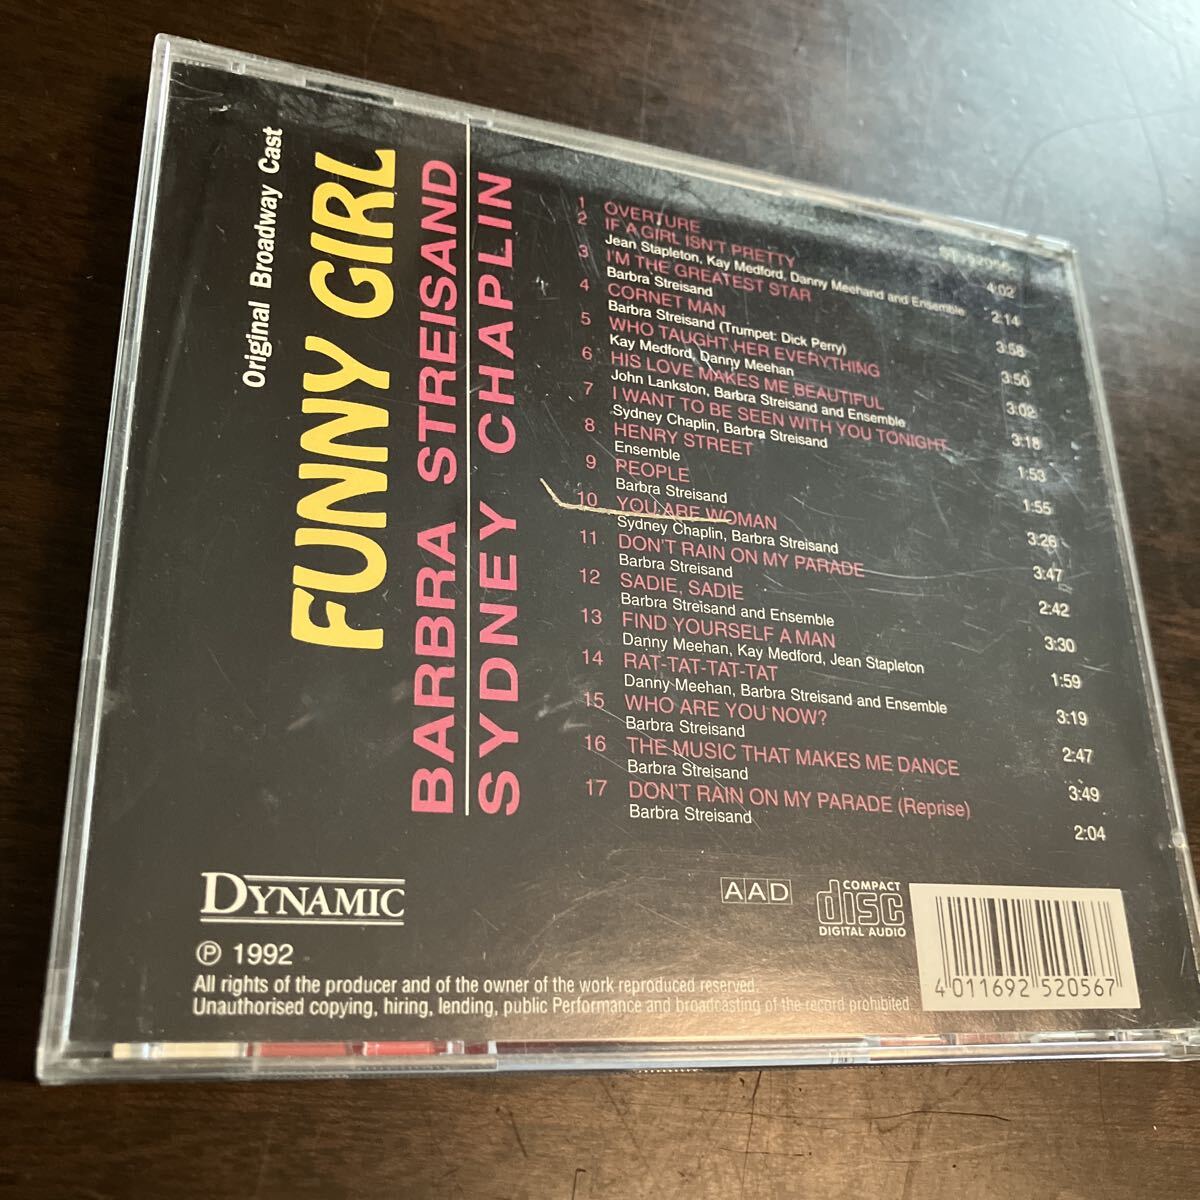 Original Broadway Cast
FUNNY GIRL
BARBRA STREISAND
SYDNEY CHAPLIN
1 OVERTURE 4:02
2 IF A GIRL ISN'T PRETTY 2:14
Jean Stapleton, Kay Medford, Danny Meehand and Ensemble
3 I'M THE GREATEST STAR 3:58
Barbra Streisand
4 CORNET MAN 3:50
Barbra Streisand (Trumpet: Dick Perry)
5 WHO TAUGHT HER EVERYTHING 3:02
Kay Medford, Danny Meehan
6 HIS LOVE MAKES ME BEAUTIFUL 3:18
John Lankston, Barbra Streisand and Ensemble
7 I WANT TO BE SEEN WITH YOU TONIGHT 1:53
Sydney Chaplin, Barbra Streisand
8 HENRY STREET 1:55
Ensemble
9 PEOPLE 3:26
Barbra Streisand
10 YOU ARE WOMAN 3:47
Sydney Chaplin, Barbra Streisand
11 DON'T RAIN ON MY PARADE 2:42
Barbra Streisand
12 SADIE, SADIE 3:30
Barbra Streisand and Ensemble
13 FIND YOURSELF A MAN 1:59
Danny Meehan, Kay Medford, Jean Stapleton
14 RAT-TAT-TAT-TAT 3:19
Danny Meehan, Barbra Streisand and Ensemble
15 WHO ARE YOU NOW? 2:47
Barbra Streisand
16 THE MUSIC THAT MAKES ME DANCE 3:49
Barbra Streisand
17 DON'T RAIN ON MY PARADE (Reprise) 2:04
Barbra Streisand
DYNAMIC
℗ 1992
All rights of the producer and of the owner of the work reproduced reserved.
Unauthorised copying, hiring, lending, public Performance and broadcasting of the record prohibited.
AAD
COMPACT
disc
DIGITAL AUDIO
4 011692 520567